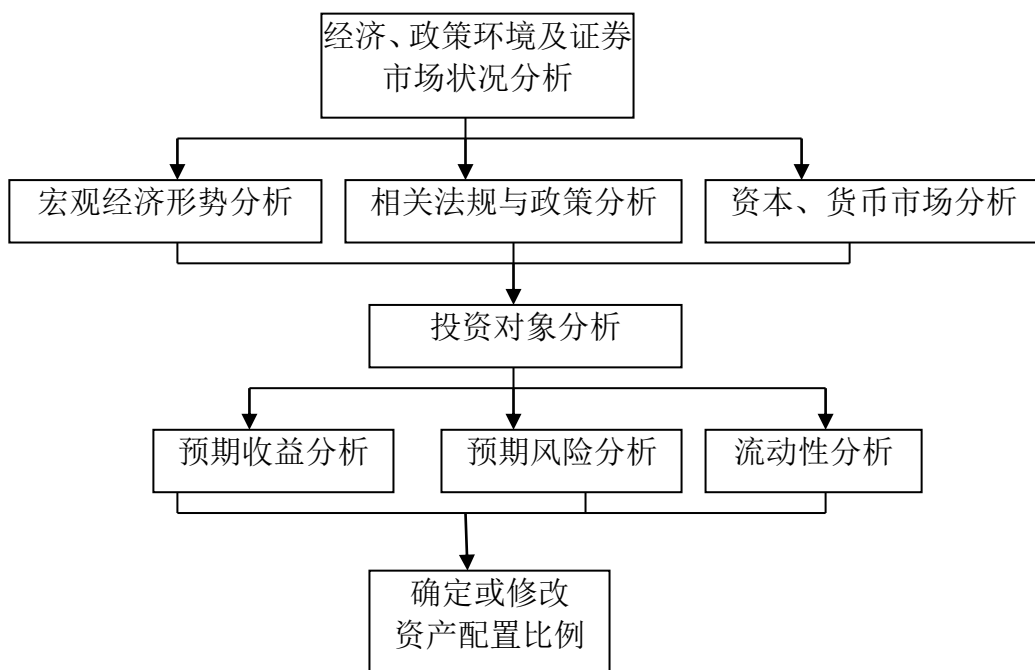 经济、政策环境及证券
市场状况分析
宏观经济形势分析
相关法规与政策分析
资本、货币市场分析
投资对象分析
预期收益分析
预期风险分析
流动性分析
确定或修改
资产配置比例